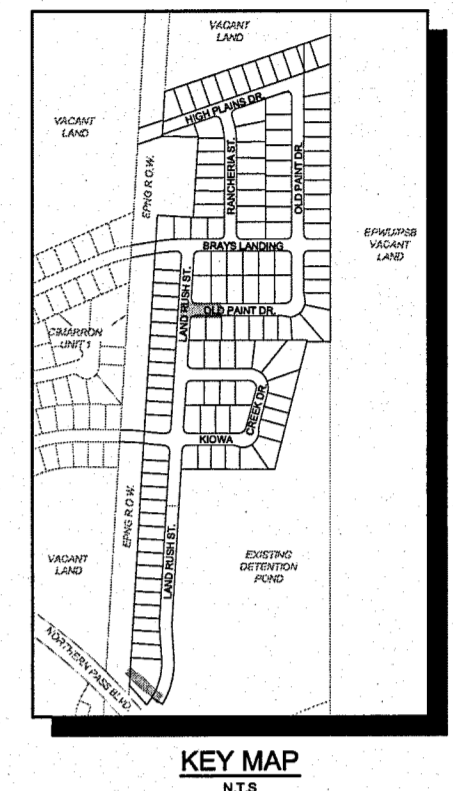 VACANT
LAND
HIGH PLAINS DR.
VACANT
LAND
EPNG R.O.W.
RANCHERIA ST.
OLD PAINT DR.
EPWU/PSB
VACANT
LAND
BRAYS LANDING
LAND RUSH ST.
OLD PAINT DR.
CIMARRON
UNIT 1
CREEK DR.
KIOWA
EPNG R.O.W.
LAND RUSH ST.
EXISTING
DETENTION
POND
VACANT
LAND
NORTHERN PASS BLVD.
KEY MAP
N.T.S